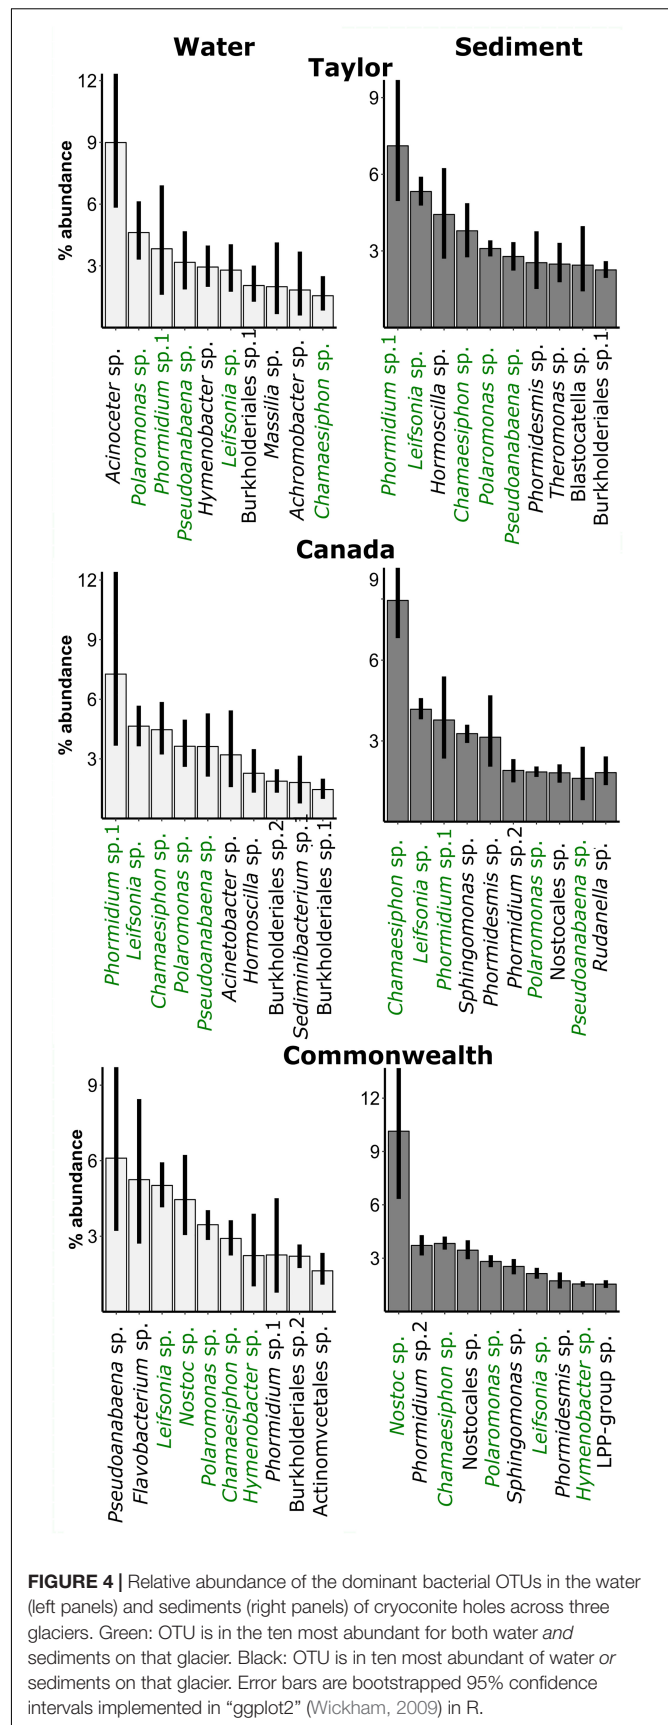 Water
Sediment
Taylor
% abundance
12
9
6
3
9
6
3
Acinoceter sp.
Polaromonas sp.
Phormidium sp.1
Pseudoanabaena sp.
Hymenobacter sp.
Leifsonia sp.
Burkholderiales sp.1
Massilia sp.
Achromobacter sp.
Chamaesiphon sp.
Phormidium sp.1
Leifsonia sp.
Hormoscilla sp.
Chamaesiphon sp.
Polaromonas sp.
Pseudoanabaena sp.
Phormidesmis sp.
Theromonas sp.
Blastocatella sp.
Burkholderiales sp.1
Canada
% abundance
12
9
6
3
9
6
3
Phormidium sp.1
Leifsonia sp.
Chamaesiphon sp.
Polaromonas sp.
Pseudoanabaena sp.
Acinetobacter sp.
Hormoscilla sp.
Burkholderiales sp.2
Sediminibacterium sp.1
Burkholderiales sp.1
Chamaesiphon sp.
Leifsonia sp.
Phormidium sp.1
Sphingomonas sp.
Phormidesmis sp.
Phormidium sp.2
Polaromonas sp.
Nostocales sp.
Pseudoanabaena sp.
Rudanella sp.
Commonwealth
% abundance
9
6
3
12
9
6
3
Pseudoanabaena sp.
Flavobacterium sp.
Leifsonia sp.
Nostoc sp.
Polaromonas sp.
Chamaesiphon sp.
Hymenobacter sp.
Phormidium sp.1
Burkholderiales sp.2
Actinomvcetales sp.
Nostoc sp.
Phormidium sp.2
Chamaesiphon sp.
Nostocales sp.
Polaromonas sp.
Sphingomonas sp.
Leifsonia sp.
Phormidesmis sp.
Hymenobacter sp.
LPP-group sp.
FIGURE 4 | Relative abundance of the dominant bacterial OTUs in the water
(left panels) and sediments (right panels) of cryoconite holes across three
glaciers. Green: OTU is in the ten most abundant for both water and
sediments on that glacier. Black: OTU is in ten most abundant of water or
sediments on that glacier. Error bars are bootstrapped 95% confidence
intervals implemented in “ggplot2” (Wickham, 2009) in R.